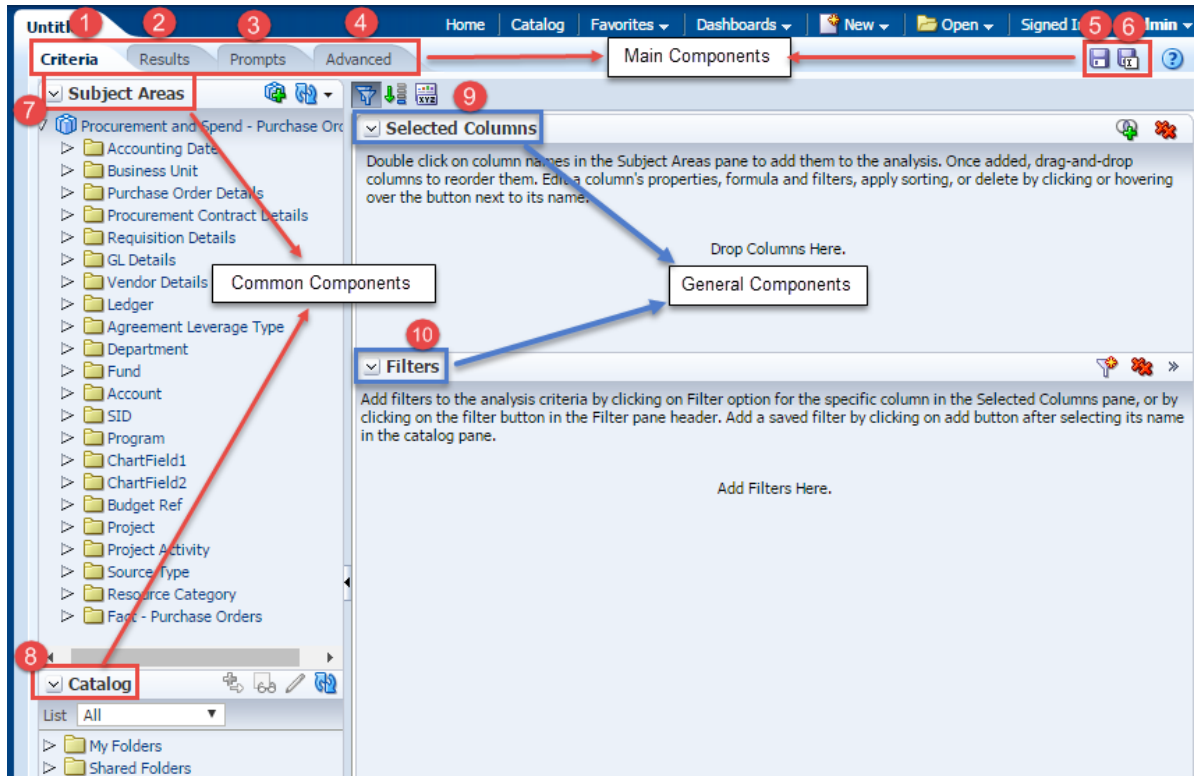 Untitl
1
2
3
4
Home
Catalog
Favorites
Dashboards
New
Open
Signed In
5
6
dmin
Criteria
Results
Prompts
Advanced
Main Components
?
7
Subject Areas
xyz
9
Procurement and Spend - Purchase Ord
Accounting Date
Business Unit
Purchase Order Details
Procurement Contract Details
Requisition Details
GL Details
Vendor Details
Ledger
Agreement Leverage Type
Department
Fund
Account
SID
Program
ChartField1
ChartField2
Budget Ref
Project
Project Activity
Source Type
Resource Category
Fact - Purchase Orders
Common Components
8
Catalog
List
All
My Folders
Shared Folders
Selected Columns
Double click on column names in the Subject Areas pane to add them to the analysis. Once added, drag-and-drop
columns to reorder them. Edit a column's properties, formula and filters, apply sorting, or delete by clicking or hovering
over the button next to its name.
Drop Columns Here.
General Components
10
Filters
Add filters to the analysis criteria by clicking on Filter option for the specific column in the Selected Columns pane, or by
clicking on the filter button in the Filter pane header. Add a saved filter by clicking on add button after selecting its name
in the catalog pane.
Add Filters Here.